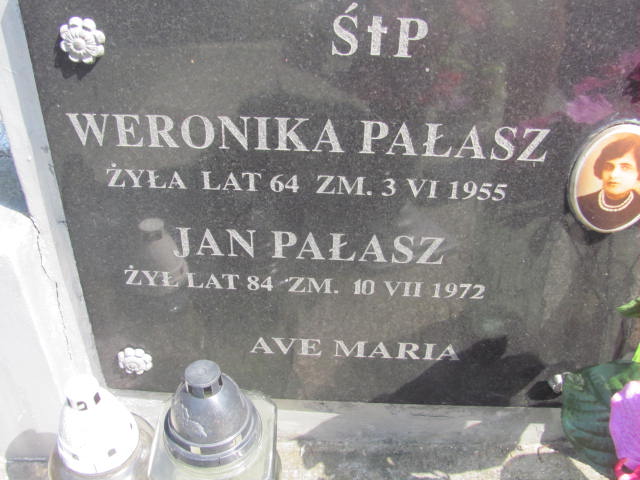 Ś†P
WERONIKA PAŁASZ
ŻYŁA LAT 64 ZM. 3 VI 1955
JAN PAŁASZ
ŻYŁ LAT 84 ZM. 10 VII 1972
AVE MARIA